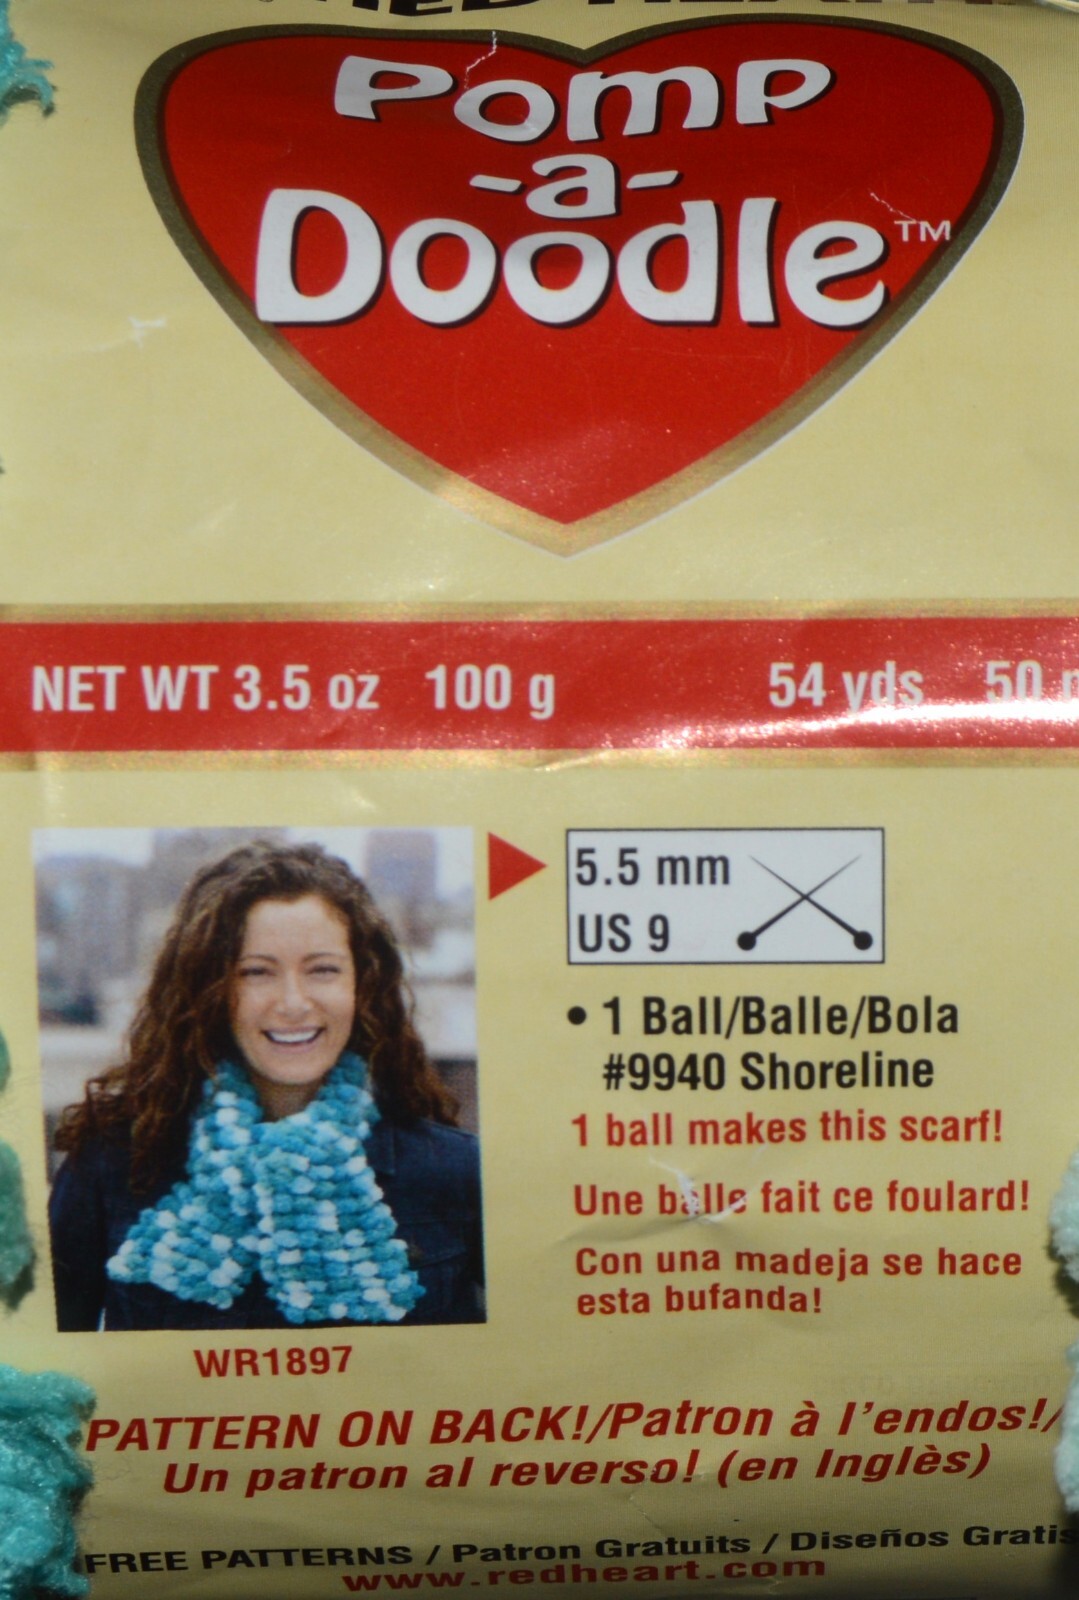 Pomp
-a-
Doodle™
NET WT 3.5 oz 100 g 54 yds 50
5.5 mm
US 9
• 1 Ball/Balle/Bola
#9940 Shoreline
1 ball makes this scarf!
Une balle fait ce foulard!
Con una madeja se hace
esta bufanda!
WR1897
PATTERN ON BACK!/Patron à l'endos!/
Un patron al reverso! (en Inglès)
FREE PATTERNS / Patron Gratuits / Diseños Gratis
www.redheart.com